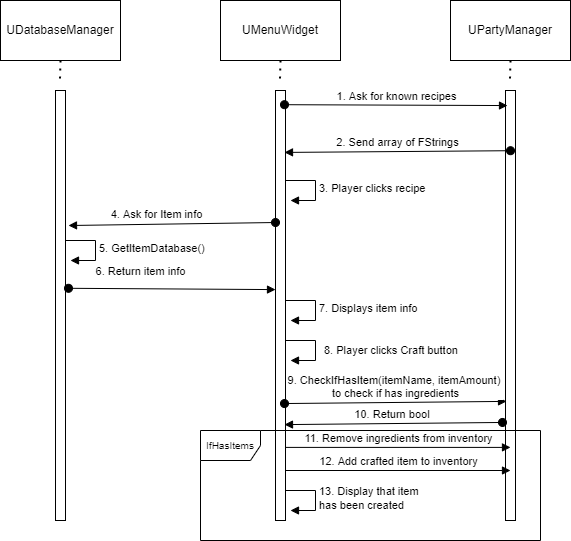 UDatabaseManager
UMenuWidget
UPartyManager
1. Ask for known recipes
2. Send array of FStrings
3. Player clicks recipe
4. Ask for Item info
5. GetItemDatabase()
6. Return item info
7. Displays item info
8. Player clicks Craft button
9. CheckIfHasItem(itemName, itemAmount)
to check if has ingredients
10. Return bool
IfHasItems
11. Remove ingredients from inventory
12. Add crafted item to inventory
13. Display that item
has been created